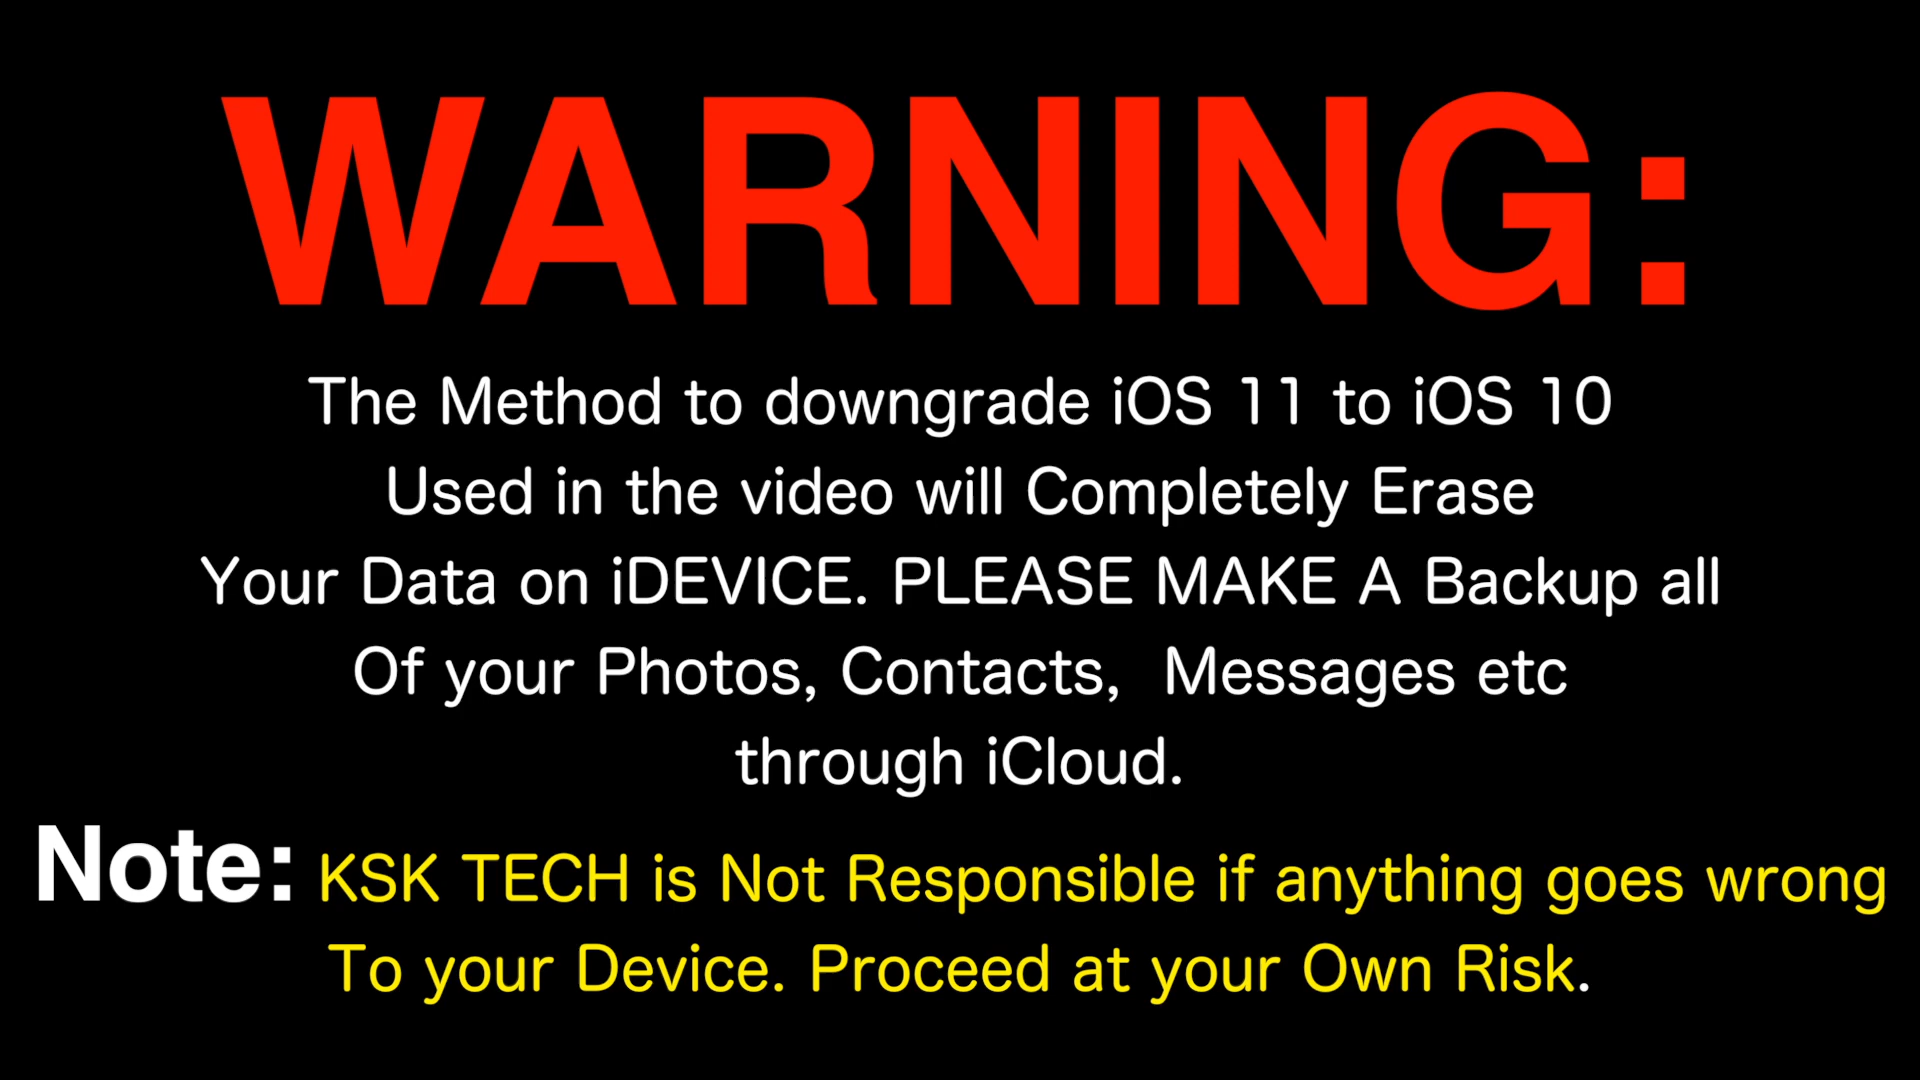 WARNING:
The Method to downgrade iOS 11 to iOS 10
Used in the video will Completely Erase
Your Data on iDEVICE. PLEASE MAKE A Backup all
Of your Photos, Contacts,  Messages etc
through iCloud.
Note: KSK TECH is Not Responsible if anything goes wrong
To your Device. Proceed at your Own Risk.